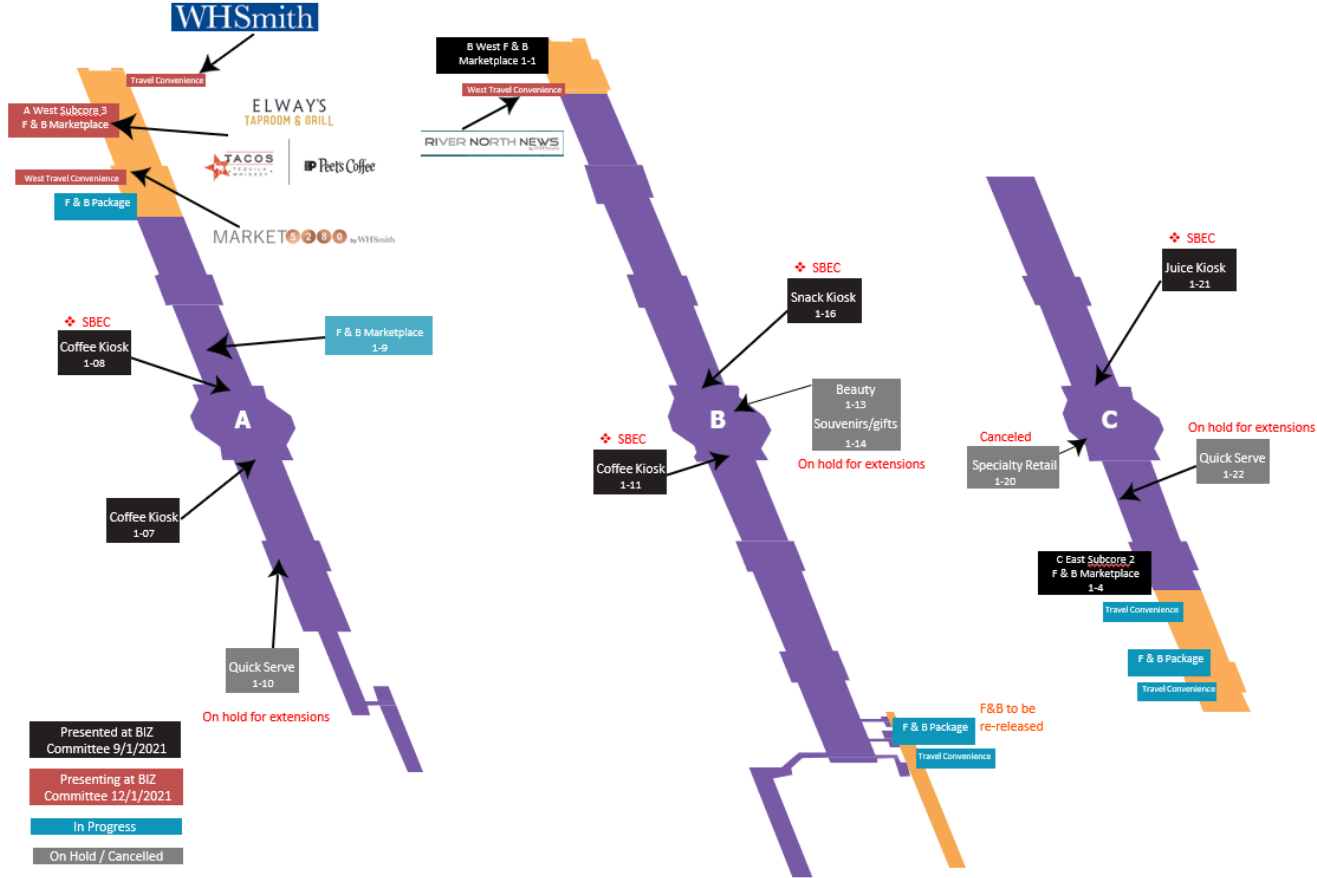 WHSmith
Travel Convenience
A West Subcore 3
F & B Marketplace
ELWAY'S
TAPROOM & GRILL
TACOS
TEQUILA
WHISKEY
Peet's Coffee
West Travel Convenience
F & B Package
MARKET 5280 by WHSmith
❖ SBEC
Coffee Kiosk
1-08
F & B Marketplace
1-9
A
Coffee Kiosk
1-07
Quick Serve
1-10
On hold for extensions
B West F & B
Marketplace 1-1
West Travel Convenience
RIVER NORTH NEWS
by WHSmith
❖ SBEC
Snack Kiosk
1-16
Beauty
1-13
Souvenirs/gifts
1-14
On hold for extensions
B
❖ SBEC
Coffee Kiosk
1-11
F&B to be
re-released
F & B Package
Travel Convenience
❖ SBEC
Juice Kiosk
1-21
C
Canceled
Specialty Retail
1-20
On hold for extensions
Quick Serve
1-22
C East Subcore 2
F & B Marketplace
1-4
Travel Convenience
F & B Package
Travel Convenience
Presented at BIZ
Committee 9/1/2021
Presenting at BIZ
Committee 12/1/2021
In Progress
On Hold / Cancelled